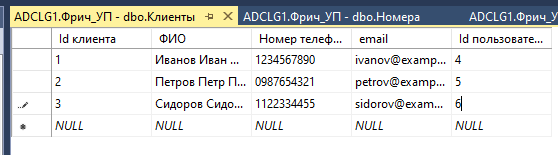 ADCLG1.Фрич_УП - dbo.Клиенты ADCLG1.Фрич_УП - dbo.Номера ADCLG1.Фрич_У
Id клиента ФИО Номер телеф... email Id пользовате...
1 Иванов Иван ... 1234567890 ivanov@examp... 4
2 Петров Петр П... 0987654321 petrov@examp... 5
3 Сидоров Сидо... 1122334455 sidorov@exam... 6
NULL NULL NULL NULL NULL